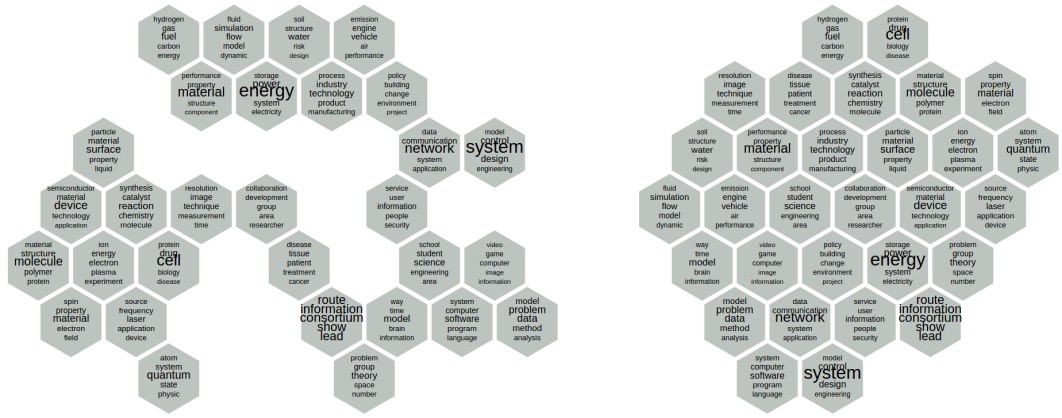 hydrogen
gas
fuel
carbon
energy
fluid
simulation
flow
model
dynamic
soil
structure
water
risk
design
emission
engine
vehicle
air
performance
performance
property
material
structure
component
storage
power
energy
system
electricity
process
industry
technology
product
manufacturing
policy
building
change
environment
project
particle
material
surface
property
liquid
data
communication
network
system
application
model
control
system
design
engineering
semiconductor
material
device
technology
application
synthesis
catalyst
reaction
chemistry
molecule
resolution
image
technique
measurement
time
collaboration
development
group
area
researcher
service
user
information
people
security
material
structure
molecule
polymer
protein
ion
energy
electron
plasma
experiment
protein
drug
cell
biology
disease
disease
tissue
patient
treatment
cancer
school
student
science
engineering
area
video
game
computer
image
information
spin
property
material
electron
field
source
frequency
laser
application
device
route
information
consortium
show
lead
way
time
model
brain
information
system
computer
software
program
language
model
problem
data
method
analysis
atom
system
quantum
state
physic
problem
group
theory
space
number
hydrogen
gas
fuel
carbon
energy
protein
drug
cell
biology
disease
resolution
image
technique
measurement
time
disease
tissue
patient
treatment
cancer
synthesis
catalyst
reaction
chemistry
molecule
material
structure
molecule
polymer
protein
spin
property
material
electron
field
soil
structure
water
risk
design
performance
property
material
structure
component
process
industry
technology
product
manufacturing
particle
material
surface
property
liquid
ion
energy
electron
plasma
experiment
atom
system
quantum
state
physic
fluid
simulation
flow
model
dynamic
emission
engine
vehicle
air
performance
school
student
science
engineering
area
collaboration
development
group
area
researcher
semiconductor
material
device
technology
application
source
frequency
laser
application
device
way
time
model
brain
information
video
game
computer
image
information
policy
building
change
environment
project
storage
power
energy
system
electricity
problem
group
theory
space
number
model
problem
data
method
analysis
data
communication
network
system
application
service
user
information
people
security
route
information
consortium
show
lead
system
computer
software
program
language
model
control
system
design
engineering